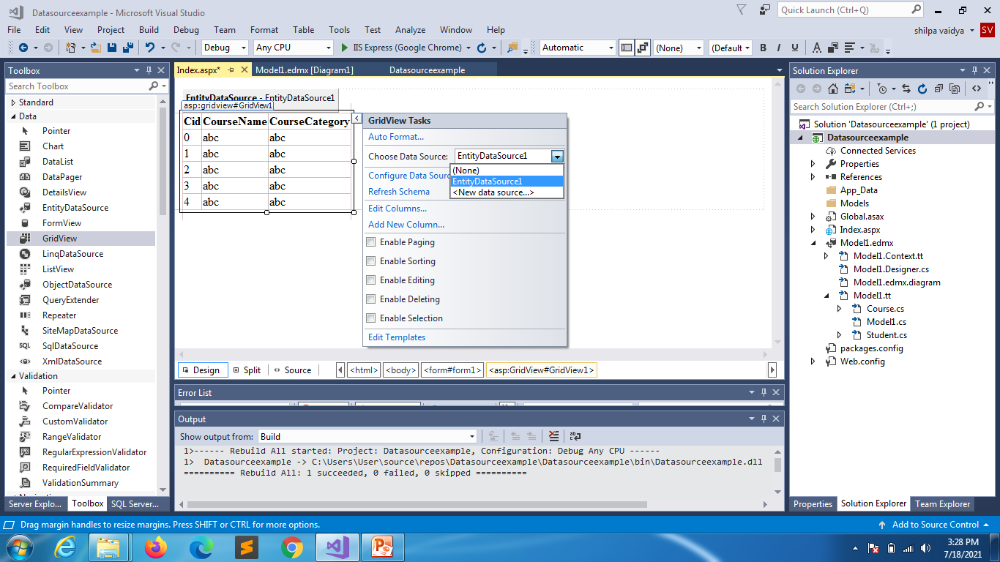 Datasourceexample - Microsoft Visual Studio
Quick Launch (Ctrl+Q)
File Edit View Project Build Debug Team Format Table Tools Test Analyze Window Help
shilpa vaidya SV
Debug Any CPU IIS Express (Google Chrome) Automatic (None) (Default B I U A
Toolbox
Search Toolbox
Standard
Data
Pointer
Chart
DataList
DataPager
DetailsView
EntityDataSource
FormView
GridView
LinqDataSource
ListView
ObjectDataSource
QueryExtender
Repeater
SiteMapDataSource
SQL SqlDataSource
XmlDataSource
Validation
Pointer
CompareValidator
CustomValidator
RangeValidator
RegularExpressionValidator
RequiredFieldValidator
ValidationSummary
Server Explo... Toolbox SQL Server...
Index.aspx* Model1.edmx [Diagram1] Datasourceexample
EntityDataSource - EntityDataSource1
asp:gridview#GridView1
Cid CourseName CourseCategory
0 abc abc
1 abc abc
2 abc abc
3 abc abc
4 abc abc
GridView Tasks
Auto Format...
Choose Data Source: EntityDataSource1
(None)
EntityDataSource1
<New data source...>
Configure Data Sour
Refresh Schema
Edit Columns...
Add New Column...
Enable Paging
Enable Sorting
Enable Editing
Enable Deleting
Enable Selection
Edit Templates
Design Split Source <html> <body> <form#form1> <asp:GridView#GridView1>
Error List
Output
Show output from: Build
1>------ Rebuild All started: Project: Datasourceexample, Configuration: Debug Any CPU ------
1> Datasourceexample -> C:\Users\User\source\repos\Datasourceexample\Datasourceexample\bin\Datasourceexample.dll
========== Rebuild All: 1 succeeded, 0 failed, 0 skipped ==========
Solution Explorer
Search Solution Explorer (Ctrl+;)
Solution 'Datasourceexample' (1 project)
Datasourceexample
Connected Services
Properties
References
App_Data
Models
Global.asax
Index.aspx
Model1.edmx
Model1.Context.tt
Model1.Designer.cs
Model1.edmx.diagram
Model1.tt
Course.cs
Model1.cs
Student.cs
packages.config
Web.config
Properties Solution Explorer Team Explorer
Drag margin handles to resize margins. Press SHIFT or CTRL for more options.
Add to Source Control
3:28 PM
7/18/2021